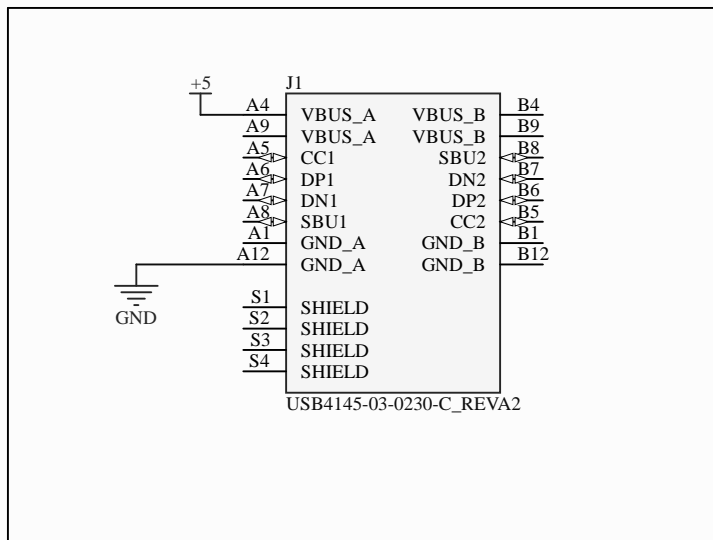 J1
+5
A4 VBUS_A VBUS_B B4
A9 VBUS_A VBUS_B B9
A5 CC1 SBU2 B8
A6 DP1 DN2 B7
A7 DN1 DP2 B6
A8 SBU1 CC2 B5
A1 GND_A GND_B B1
A12 GND_A GND_B B12
GND
S1 SHIELD
S2 SHIELD
S3 SHIELD
S4 SHIELD
USB4145-03-0230-C_REVA2